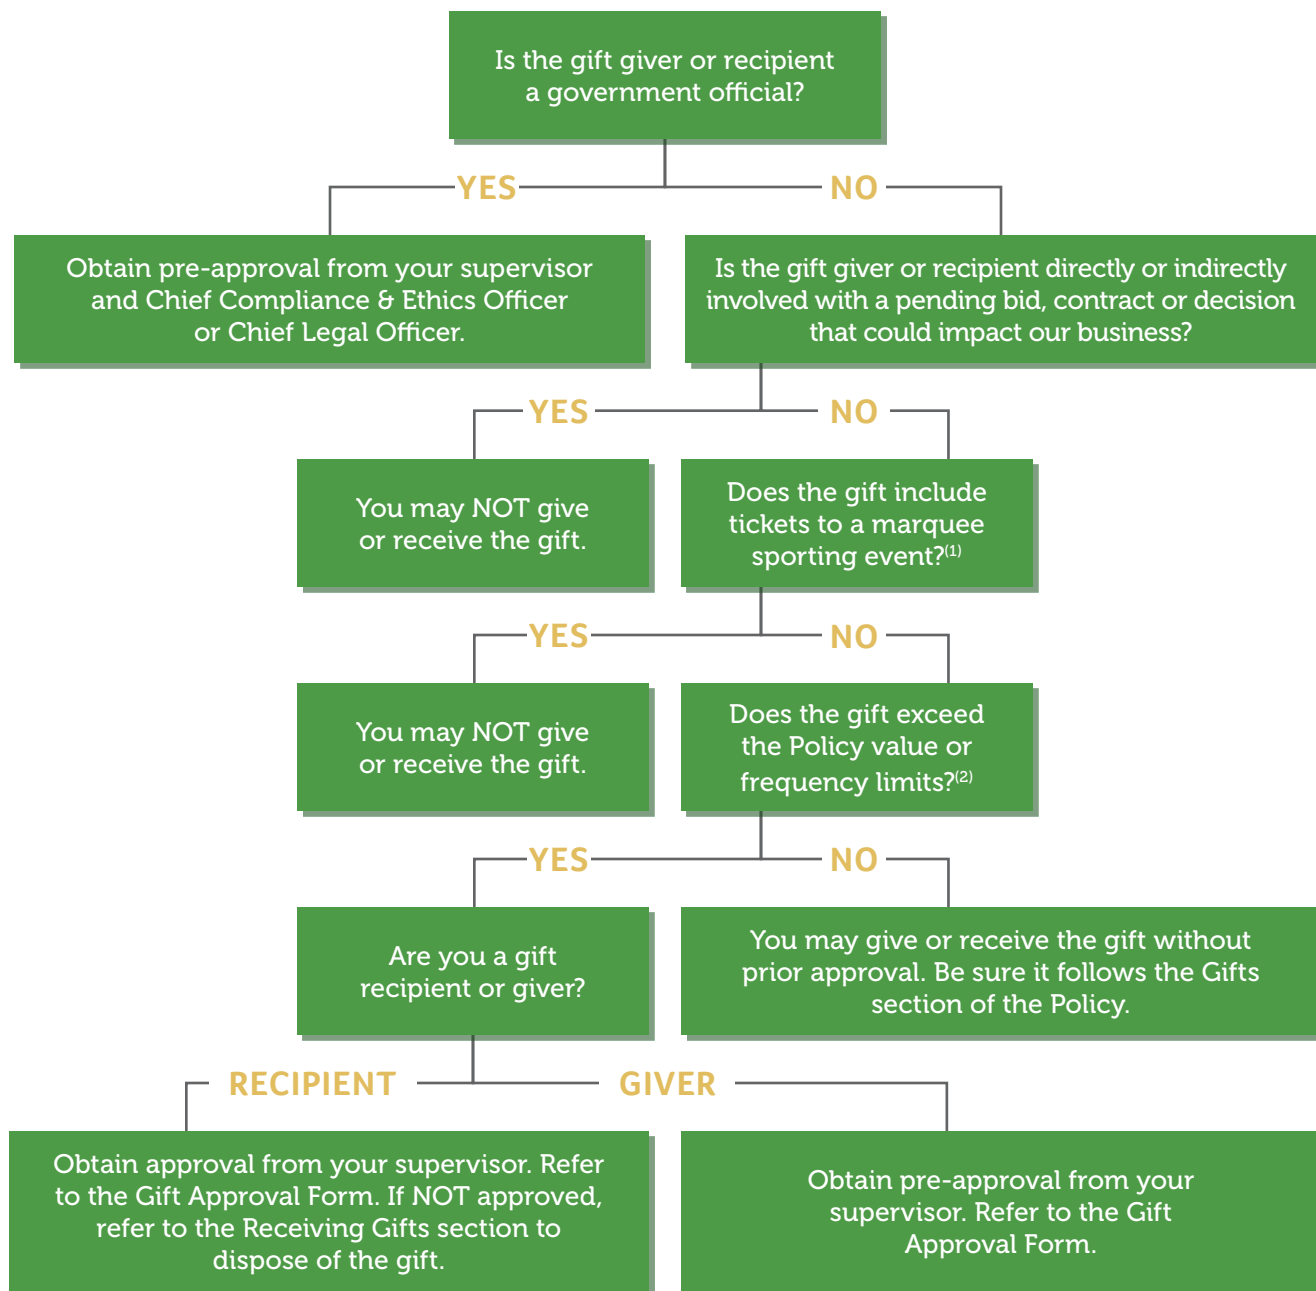 Is the gift giver or recipient
a government official?
YES
NO
Obtain pre-approval from your supervisor
and Chief Compliance & Ethics Officer
or Chief Legal Officer.
Is the gift giver or recipient directly or indirectly
involved with a pending bid, contract or decision
that could impact our business?
YES
NO
You may NOT give
or receive the gift.
Does the gift include
tickets to a marquee
sporting event?(1)
YES
NO
You may NOT give
or receive the gift.
Does the gift exceed
the Policy value or
frequency limits?(2)
YES
NO
Are you a gift
recipient or giver?
You may give or receive the gift without
prior approval. Be sure it follows the Gifts
section of the Policy.
RECIPIENT
GIVER
Obtain approval from your supervisor. Refer
to the Gift Approval Form. If NOT approved,
refer to the Receiving Gifts section to
dispose of the gift.
Obtain pre-approval from your
supervisor. Refer to the Gift
Approval Form.